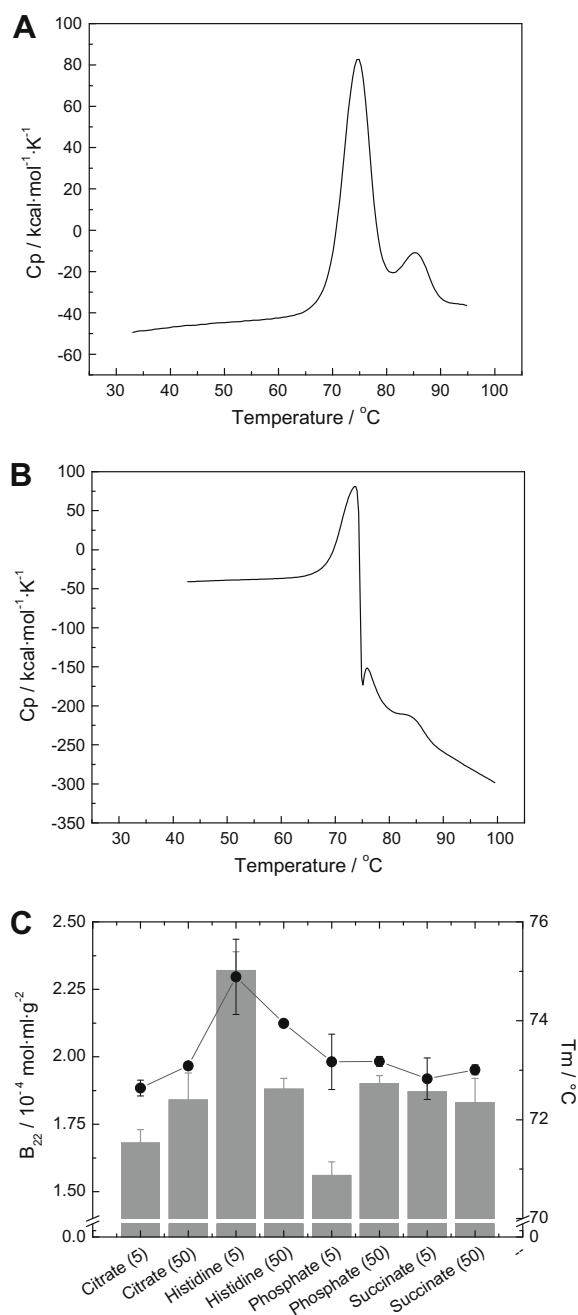 A
100
80
60
40
20
0
-20
-40
-60
Cp / kcal·mol⁻¹·K⁻¹
30 40 50 60 70 80 90 100
Temperature / °C
B
100
50
0
-50
-100
-150
-200
-250
-300
-350
Cp / kcal·mol⁻¹·K⁻¹
30 40 50 60 70 80 90 100
Temperature / °C
C
2.50
2.25
2.00
1.75
1.50
0.0
B₂₂ / 10⁻⁴ mol·ml·g⁻²
76
74
72
70
0
Tm / °C
Citrate (5)
Citrate (50)
Histidine (5)
Histidine (50)
Phosphate (5)
Phosphate (50)
Succinate (5)
Succinate (50)
--